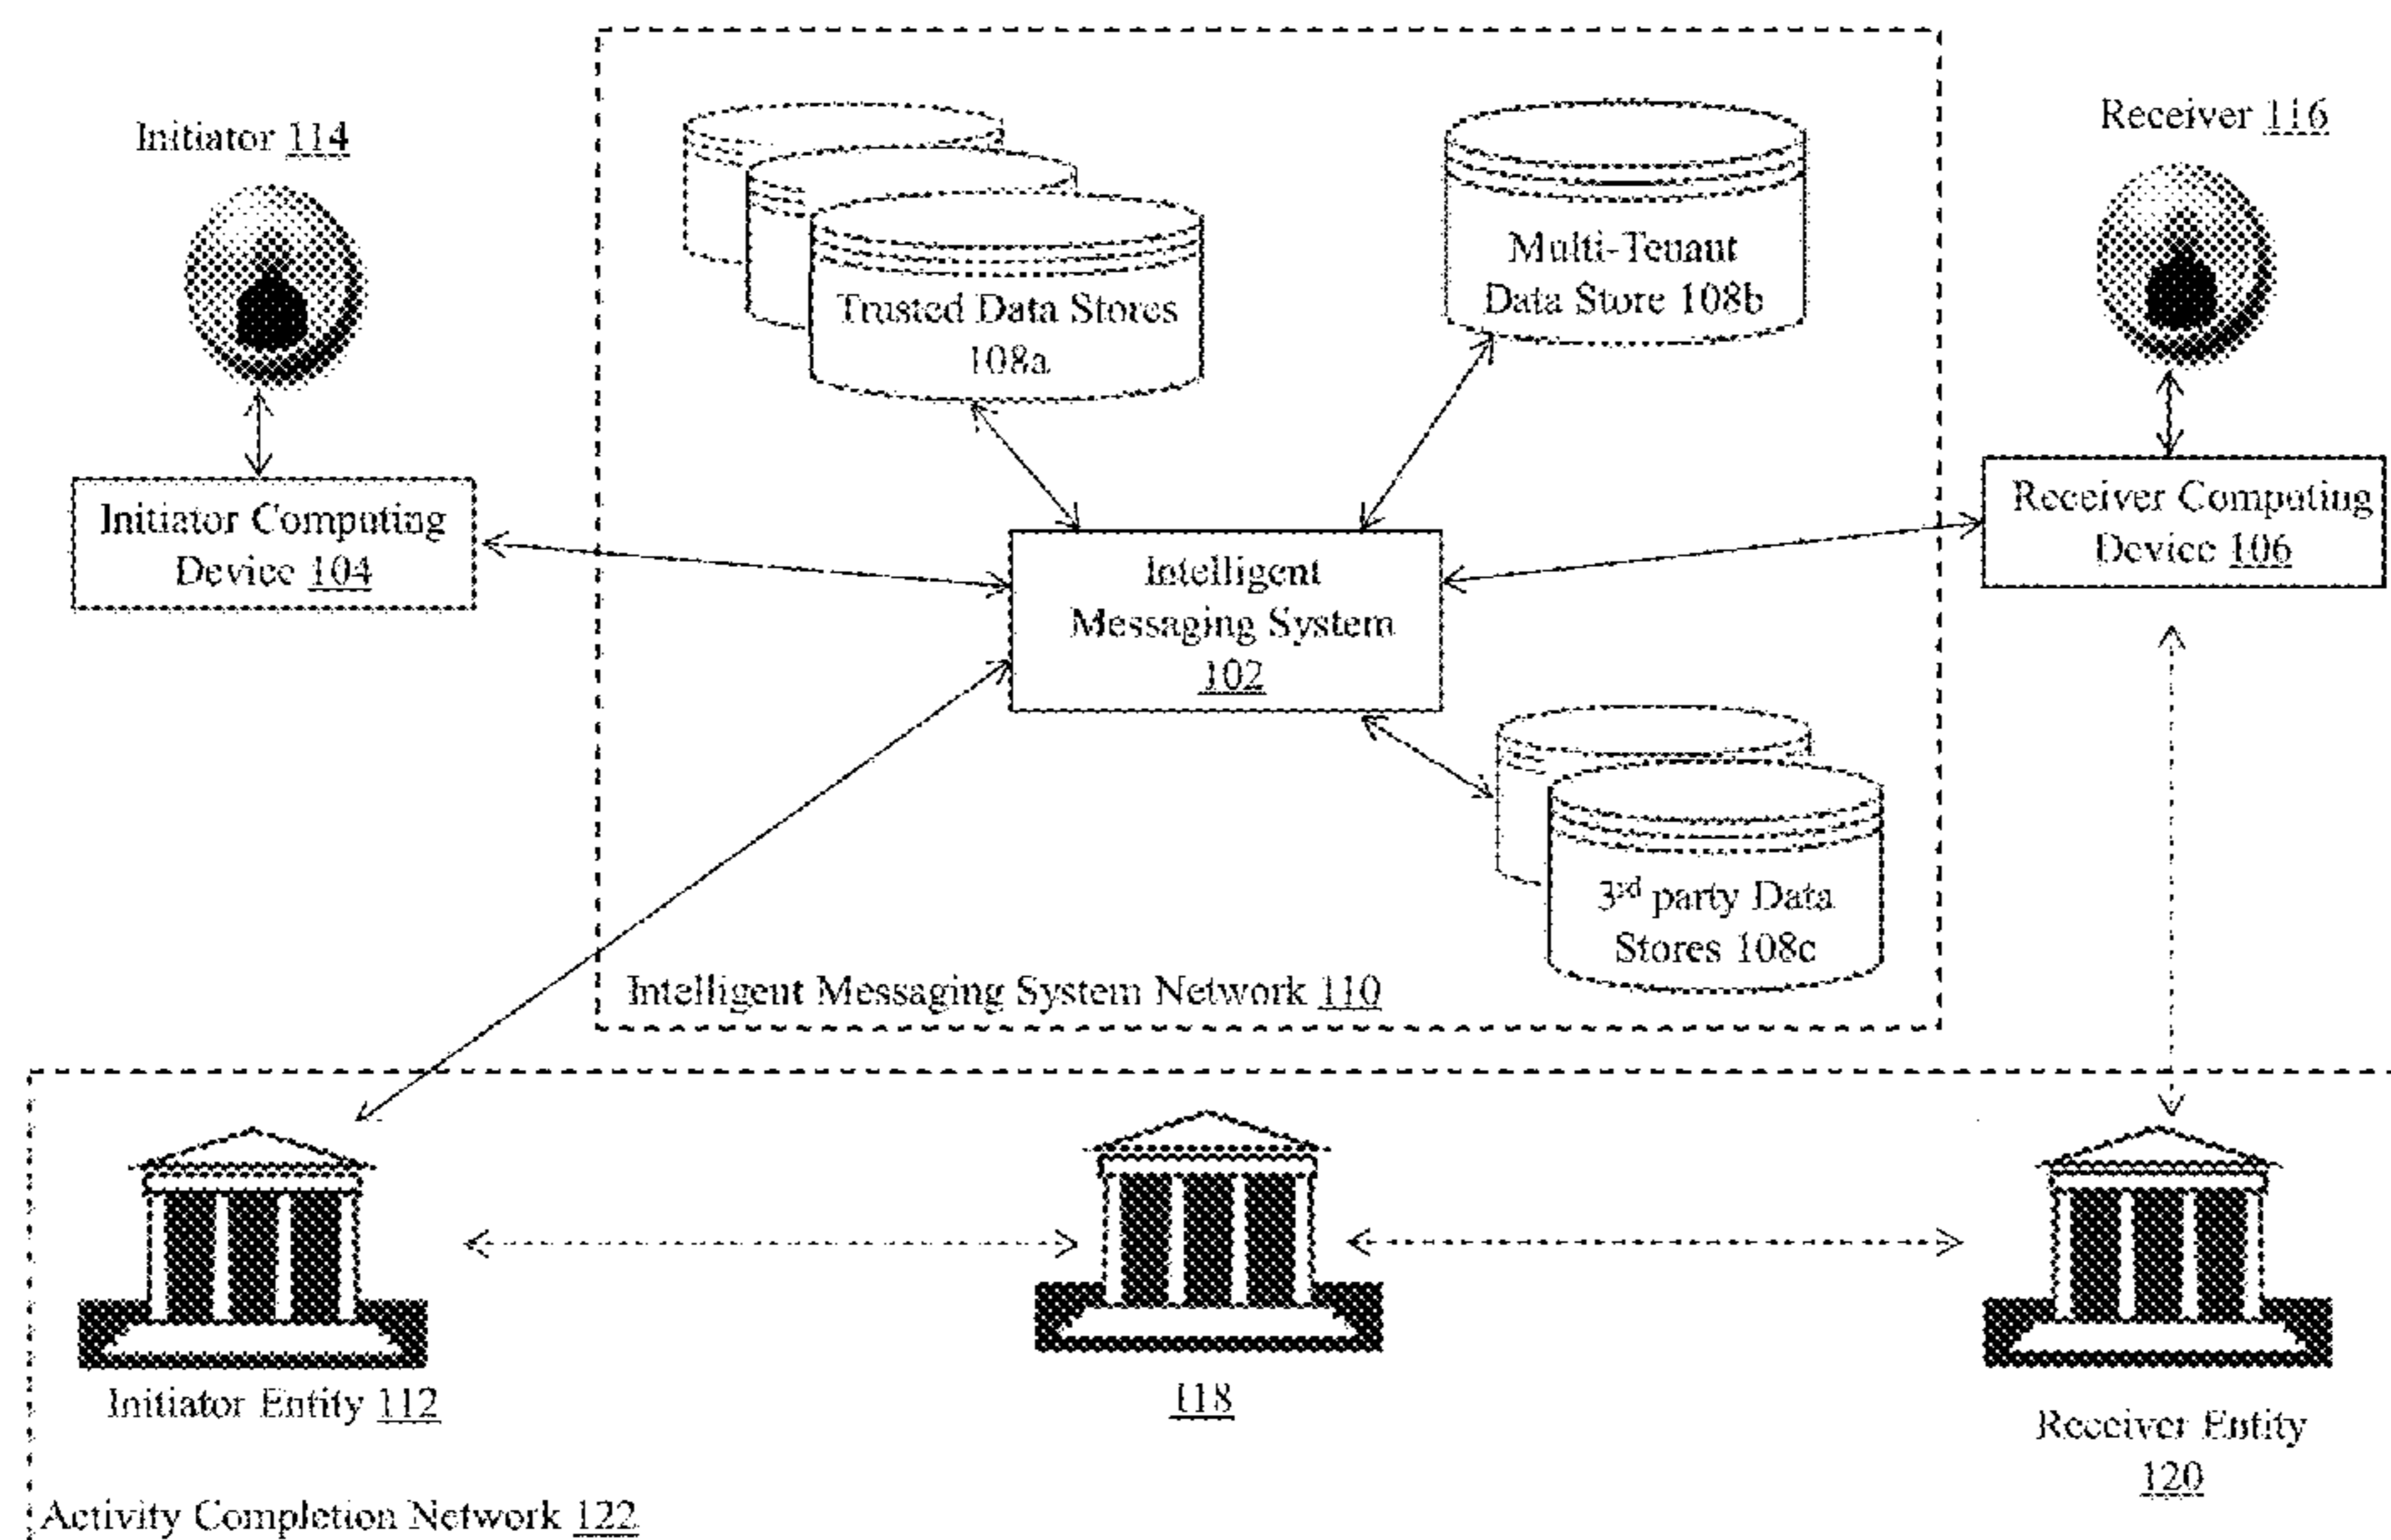 Initiator 114
Receiver 116
Trusted Data Stores
108a
Multi-Tenant
Data Store 108b
Initiator Computing
Device 104
Intelligent
Messaging System
102
Receiver Computing
Device 106
3rd party Data
Stores 108c
Intelligent Messaging System Network 110
Initiator Entity 112
118
Receiver Entity
120
Activity Completion Network 122